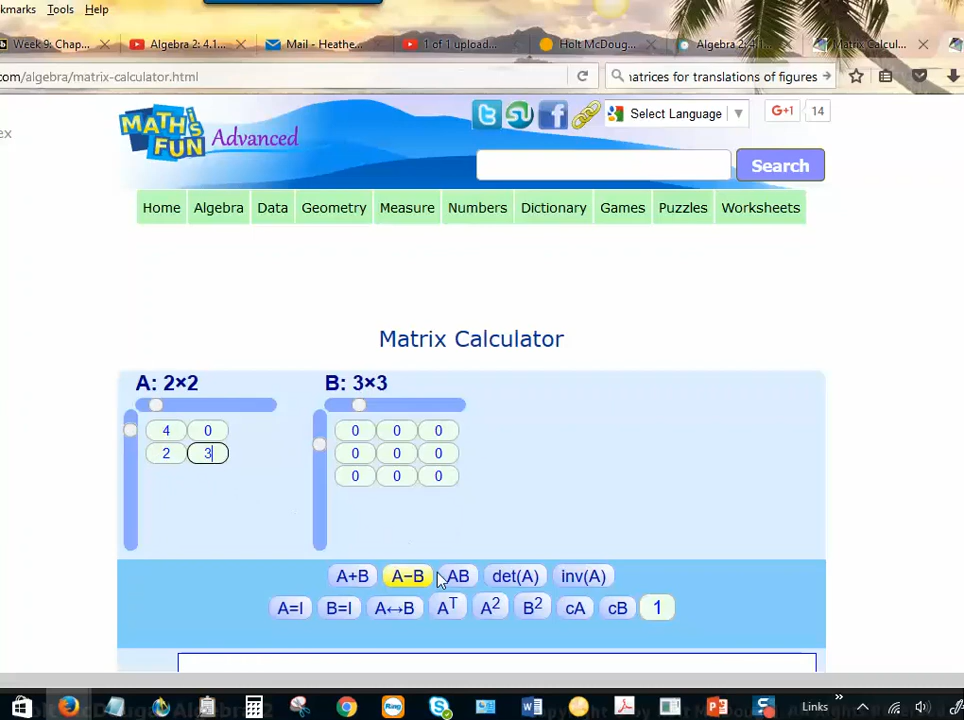 kmarks Tools Help
Week 9: Chap... Algebra 2: 4.1... Mail - Heathe... 1 of 1 upload... Holt McDoug... Algebra 2: 4 Matrix Calcul...
com/algebra/matrix-calculator.html atrices for translations of figures
ex
MATH is FUN Advanced
Select Language G+1 14
Search
Home Algebra Data Geometry Measure Numbers Dictionary Games Puzzles Worksheets
Matrix Calculator
A: 2×2 B: 3×3
4 0 0 0 0
2 3 0 0 0
0 0 0
A+B A−B AB det(A) inv(A)
A=I B=I A↔B Aᵀ A² B² cA cB 1
Ring Links